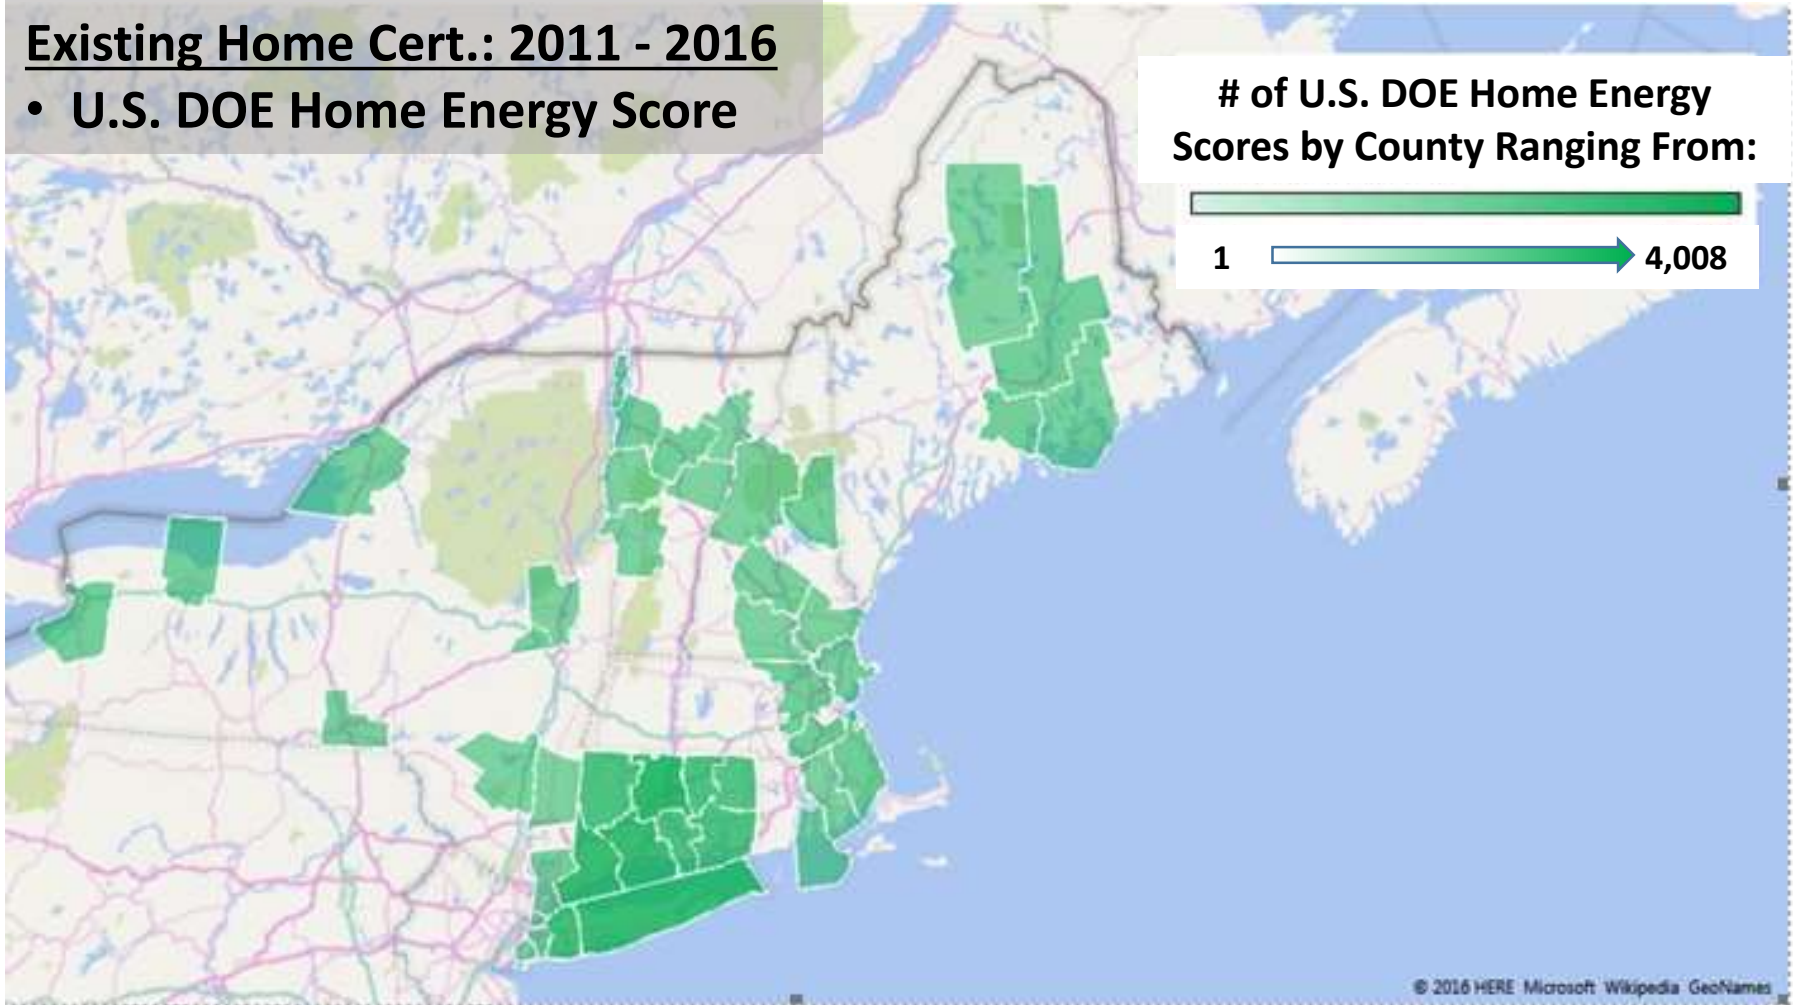 Existing Home Cert.: 2011 - 2016
• U.S. DOE Home Energy Score
# of U.S. DOE Home Energy
Scores by County Ranging From:
1 4,008
© 2016 HERE Microsoft Wikipedia GeoNames